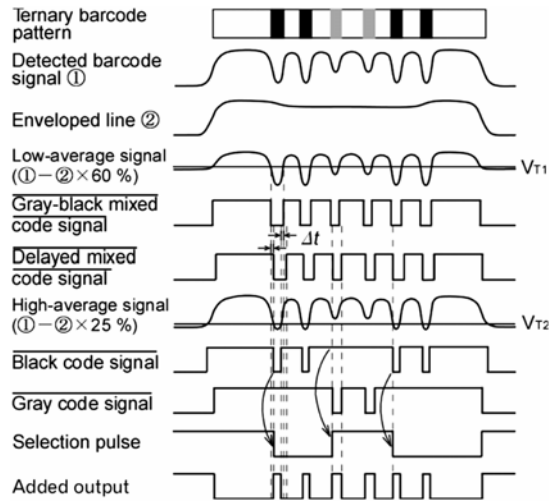 Ternary barcode
pattern
Detected barcode
signal ①
Enveloped line ②
Low-average signal
(①−②×60 %)
VT1
Gray-black mixed
code signal
Δt
Delayed mixed
code signal
High-average signal
(①−②×25 %)
VT2
Black code signal
Gray code signal
Selection pulse
Added output